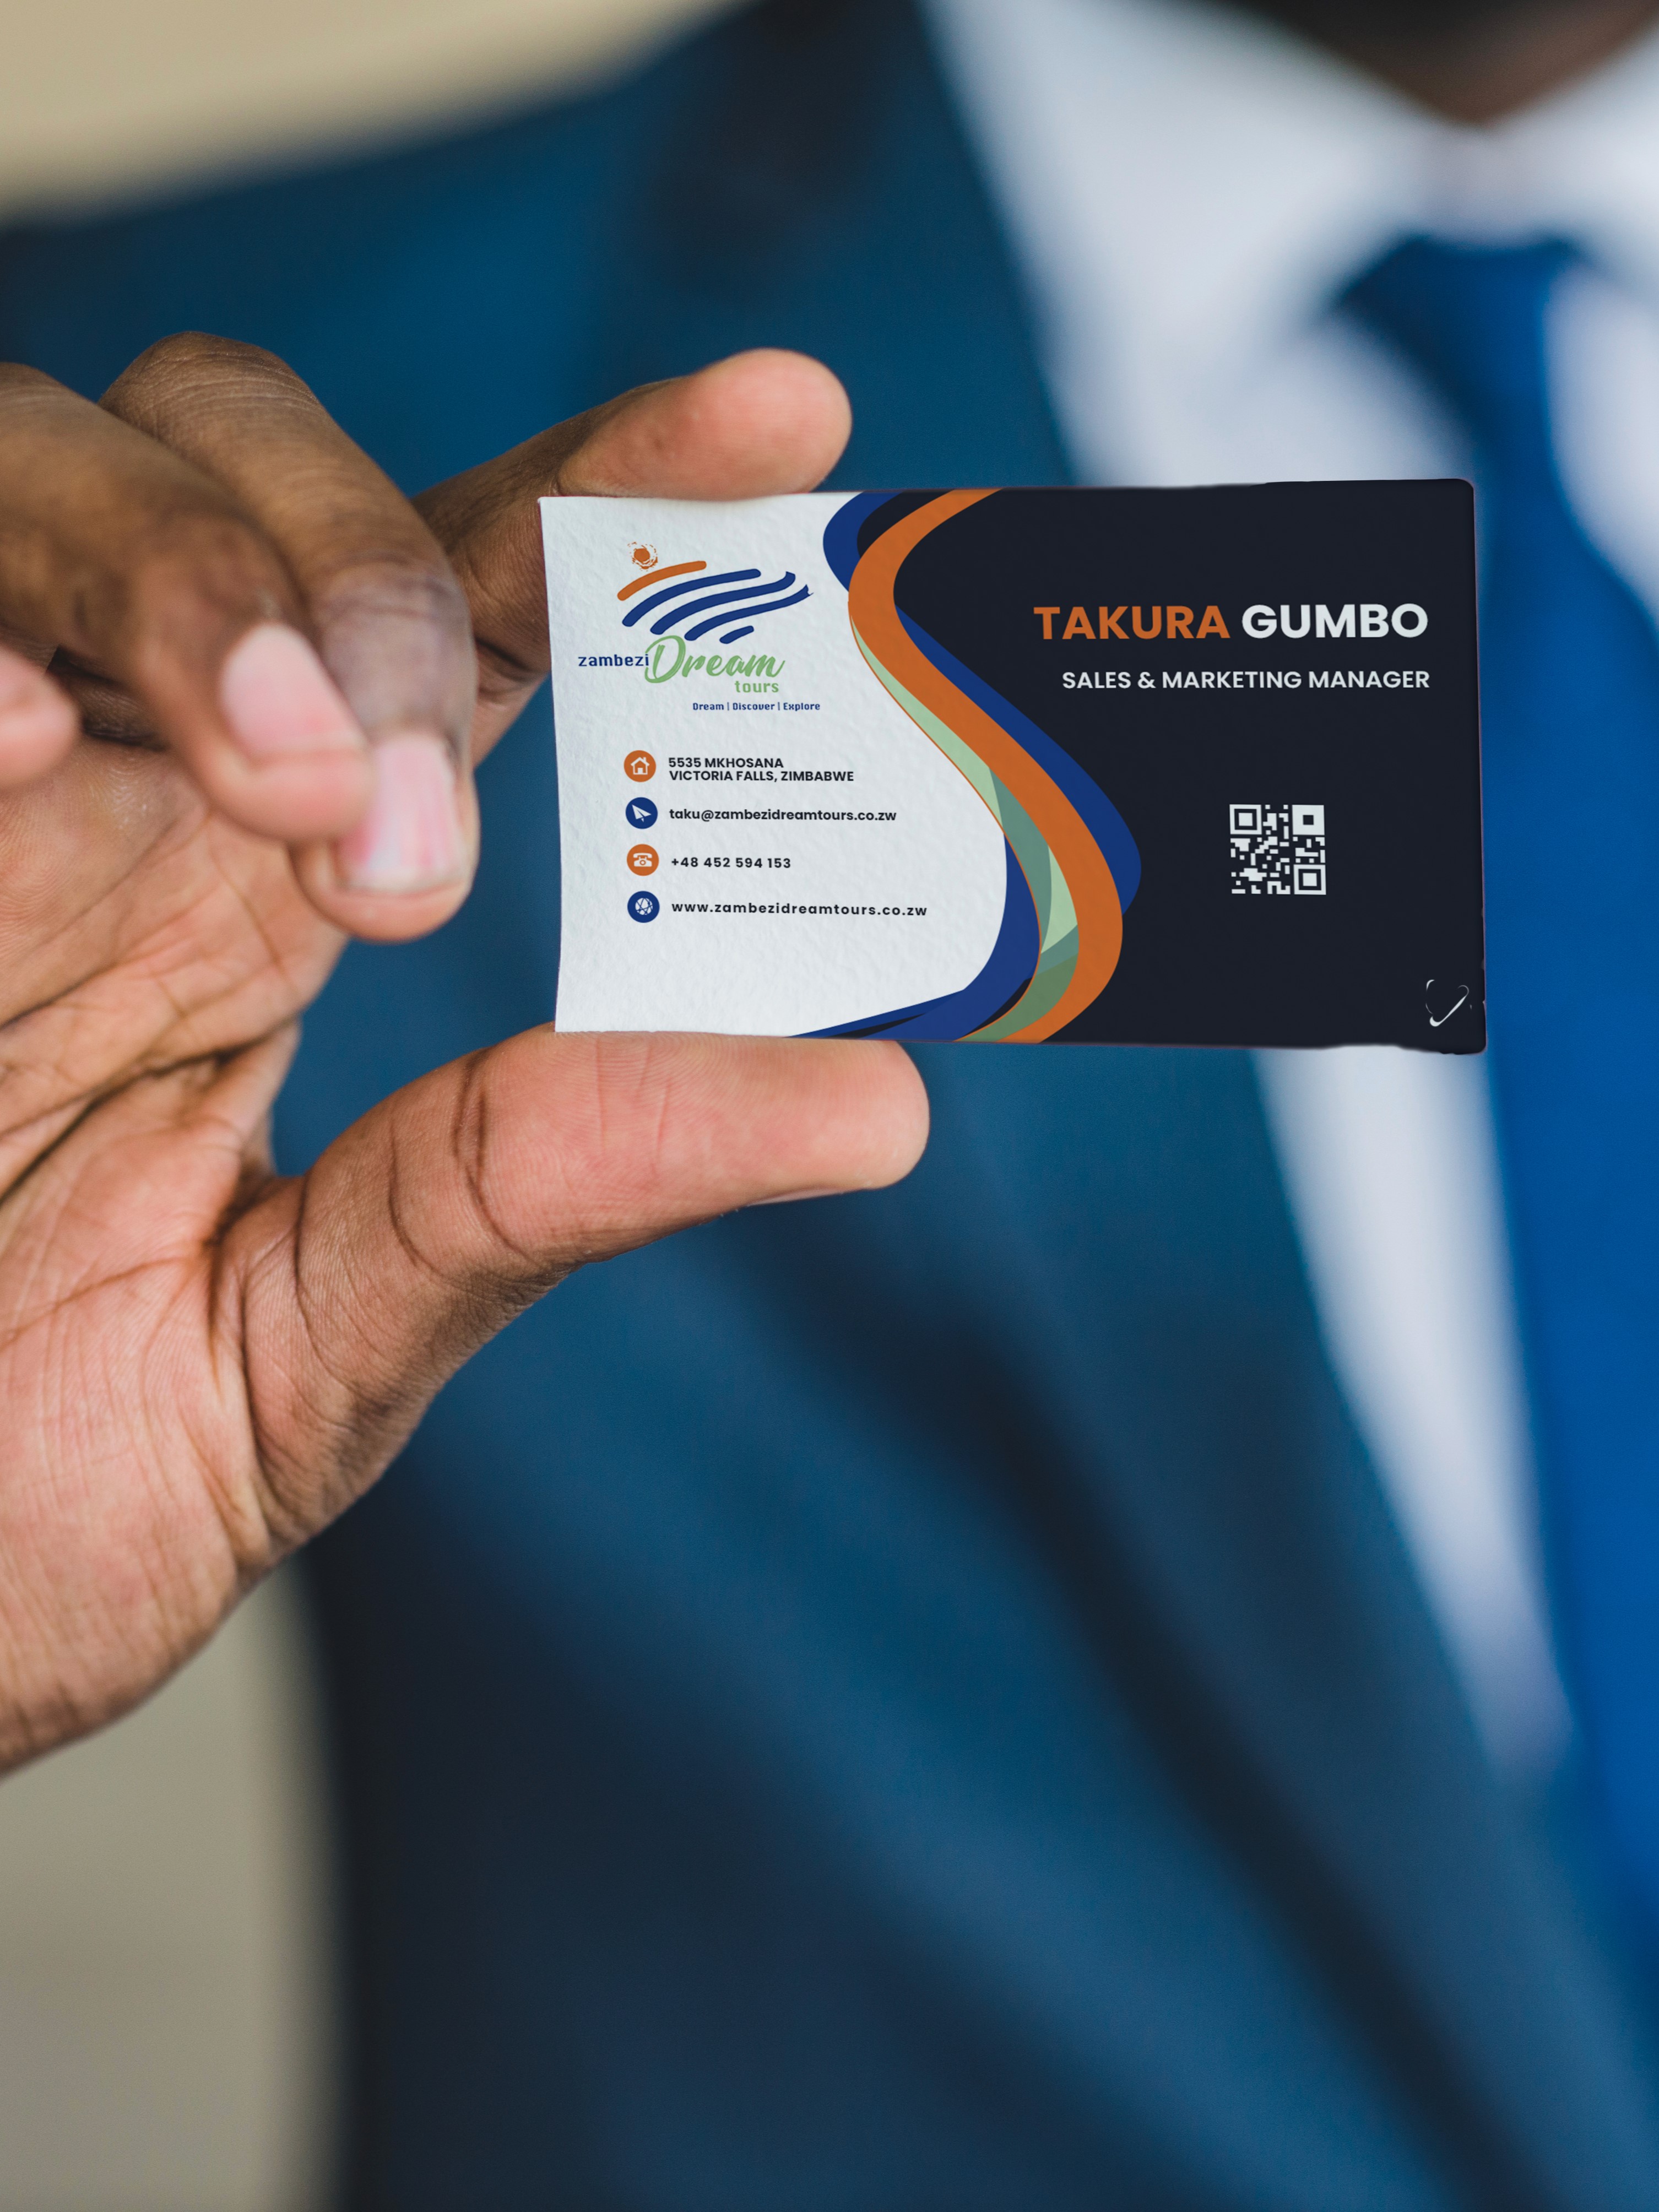 zambezi Dream
tours
Dream | Discover | Explore
5535 MKHOSANA
VICTORIA FALLS, ZIMBABWE
taku@zambezidreamtours.co.zw
+48 452 594 153
www.zambezidreamtours.co.zw
TAKURA GUMBO
SALES & MARKETING MANAGER